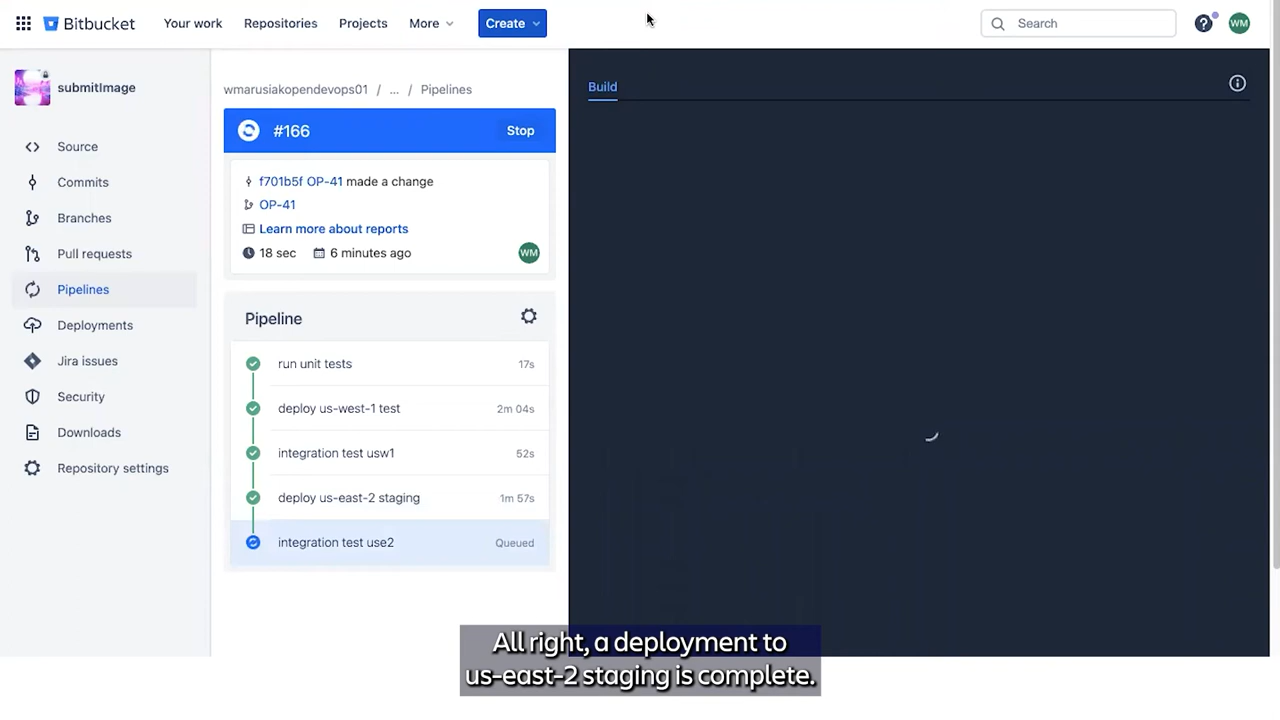 Bitbucket Your work Repositories Projects More Create Search WM
submitImage
Source
Commits
Branches
Pull requests
Pipelines
Deployments
Jira issues
Security
Downloads
Repository settings
wmarusiakopendevops01 / ... / Pipelines
#166 Stop
f701b5f OP-41 made a change
OP-41
Learn more about reports
18 sec 6 minutes ago WM
Pipeline
run unit tests 17s
deploy us-west-1 test 2m 04s
integration test usw1 52s
deploy us-east-2 staging 1m 57s
integration test use2 Queued
Build
All right, a deployment to
us-east-2 staging is complete.